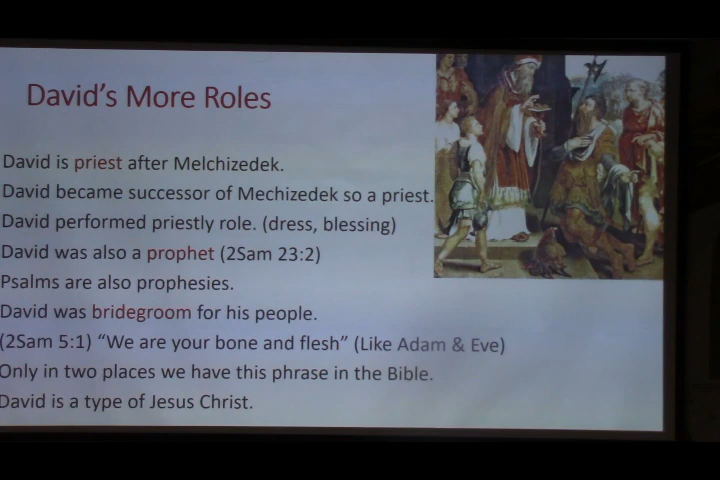 David's More Roles
David is priest after Melchizedek.
David became successor of Mechizedek so a priest.
David performed priestly role. (dress, blessing)
David was also a prophet (2Sam 23:2)
Psalms are also prophesies.
David was bridegroom for his people.
(2Sam 5:1) “We are your bone and flesh” (Like Adam & Eve)
Only in two places we have this phrase in the Bible.
David is a type of Jesus Christ.